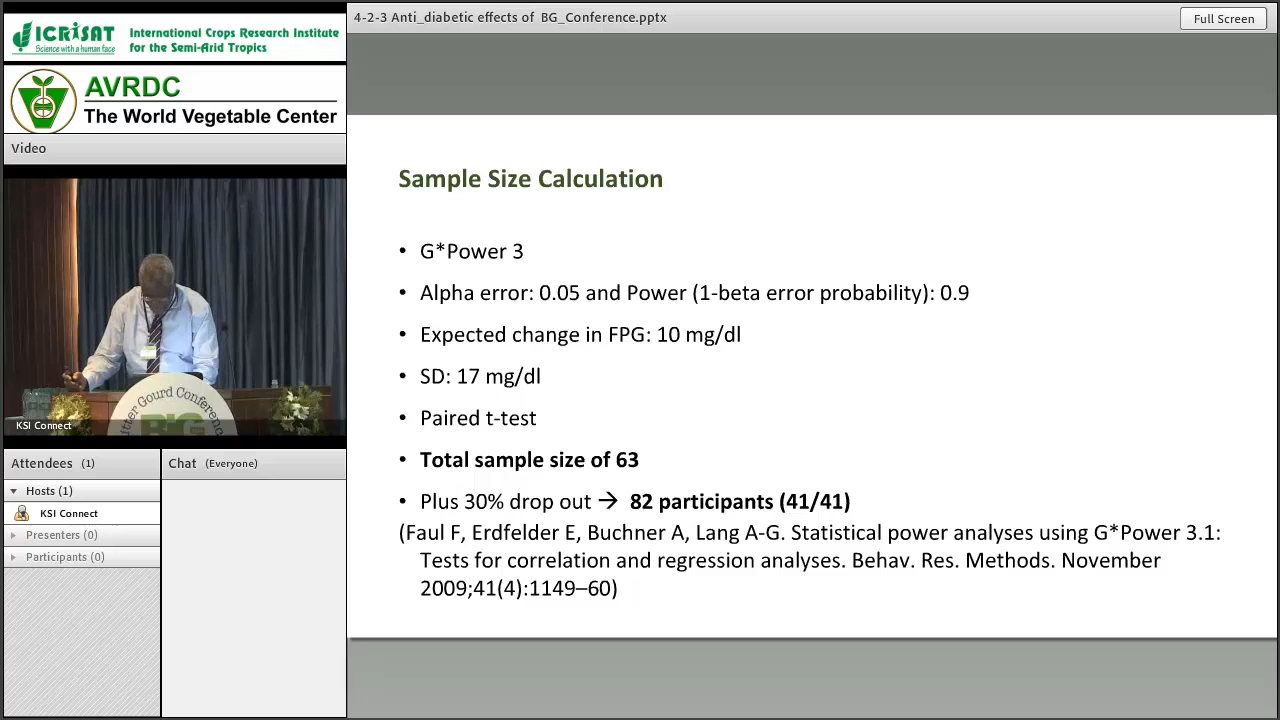 ICRISAT
Science with a human face
International Crops Research Institute
for the Semi-Arid Tropics
AVRDC
The World Vegetable Center
Video
KSI Connect
Attendees (1)
Hosts (1)
KSI Connect
Presenters (0)
Participants (0)
Chat (Everyone)
4-2-3 Anti_diabetic effects of BG_Conference.pptx
Full Screen
Sample Size Calculation
• G*Power 3
• Alpha error: 0.05 and Power (1-beta error probability): 0.9
• Expected change in FPG: 10 mg/dl
• SD: 17 mg/dl
• Paired t-test
• Total sample size of 63
• Plus 30% drop out → 82 participants (41/41)
(Faul F, Erdfelder E, Buchner A, Lang A-G. Statistical power analyses using G*Power 3.1:
Tests for correlation and regression analyses. Behav. Res. Methods. November
2009;41(4):1149–60)
Gourd Conference
BIG